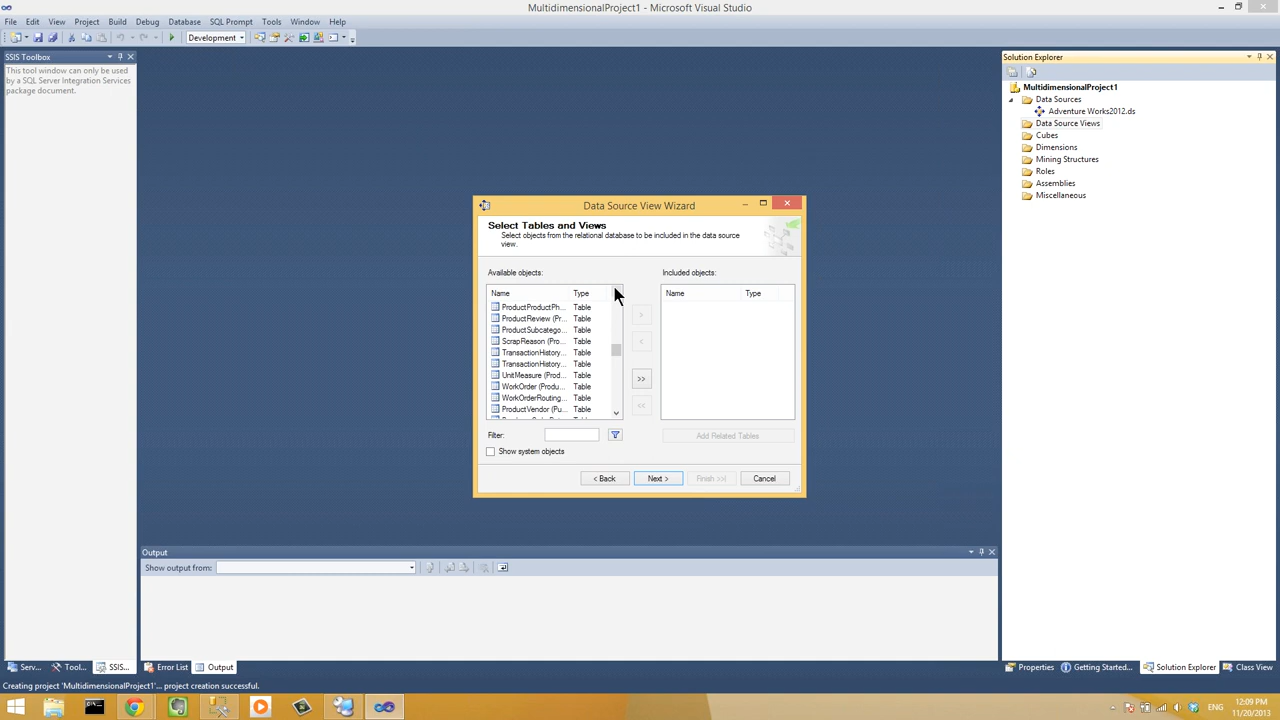 MultidimensionalProject1 - Microsoft Visual Studio
File Edit View Project Build Debug Database SQL Prompt Tools Window Help
Development
SSIS Toolbox
This tool window can only be used
by a SQL Server Integration Services
package document.
Solution Explorer
MultidimensionalProject1
Data Sources
Adventure Works2012.ds
Data Source Views
Cubes
Dimensions
Mining Structures
Roles
Assemblies
Miscellaneous
Data Source View Wizard
Select Tables and Views
Select objects from the relational database to be included in the data source
view.
Available objects:
Included objects:
Name Type
Name Type
ProductProductPh... Table
ProductReview (Pr... Table
ProductSubcatego... Table
ScrapReason (Pro... Table
TransactionHistory... Table
TransactionHistory... Table
UnitMeasure (Prod... Table
WorkOrder (Produ... Table
WorkOrderRouting... Table
ProductVendor (Pu... Table
>
<
>>
<<
Filter:
Add Related Tables
Show system objects
< Back Next > Finish >>| Cancel
Output
Show output from:
Serv... Tool... SSIS... Error List Output
Properties Getting Started... Solution Explorer Class View
Creating project 'MultidimensionalProject1'... project creation successful.
ENG
12:09 PM
11/20/2013